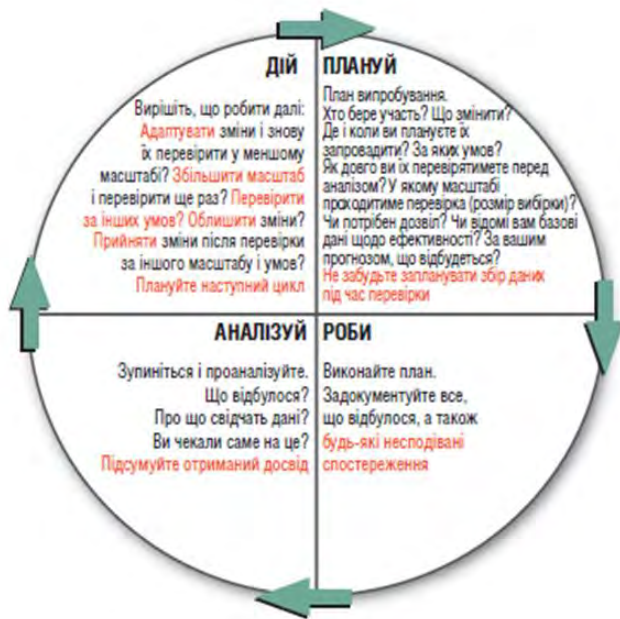 ДІЙ
Вирішіть, що робити далі:
Адаптувати зміни і знову
їх перевірити у меншому
масштабі? Збільшити масштаб
і перевірити ще раз? Перевірити
за інших умов? Облишити зміни?
Прийняти зміни після перевірки
за іншого масштабу і умов?
Плануйте наступний цикл
ПЛАНУЙ
План випробування.
Хто бере участь? Що змінити?
Де і коли ви плануєте їх
запровадити? За яких умов?
Як довго ви їх перевірятимете перед
аналізом? У якому масштабі
проходитиме перевірка (розмір вибірки)?
Чи потрібен дозвіл? Чи відомі вам базові
дані щодо ефективності? За вашим
прогнозом, що відбудеться?
Не забудьте запланувати збір даних
під час перевірки
АНАЛІЗУЙ
Зупиніться і проаналізуйте.
Що відбулося?
Про що свідчать дані?
Ви чекали саме на це?
Підсумуйте отриманий досвід
РОБИ
Виконайте план.
Задокументуйте все,
що відбулося, а також
будь-які несподівані
спостереження